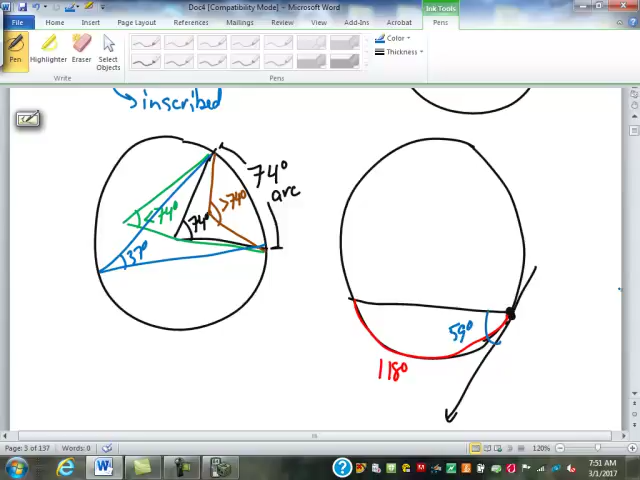 Doc4 [Compatibility Mode] - Microsoft Word
Ink Tools
File
Home
Insert
Page Layout
References
Mailings
Review
View
Add-Ins
Acrobat
Pens
Pen
Highlighter
Eraser
Select Objects
Color
Thickness
Write
Pens
inscribed
74°
arc
<74°
74°
>74°
37°
59°
118°
Page: 3 of 137
Words: 0
120%
7:51 AM
3/1/2017